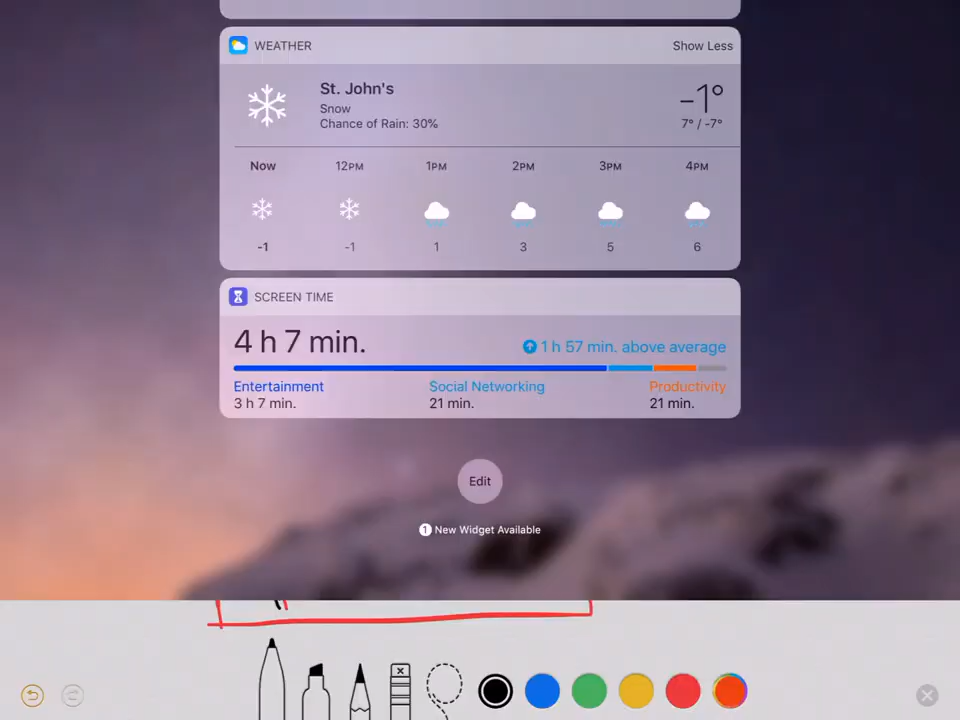 WEATHER Show Less
St. John's
Snow
Chance of Rain: 30%
-1°
7° / -7°
Now 12PM 1PM 2PM 3PM 4PM
-1 -1 1 3 5 6
SCREEN TIME
4 h 7 min. 1 h 57 min. above average
Entertainment Social Networking Productivity
3 h 7 min. 21 min. 21 min.
Edit
1 New Widget Available